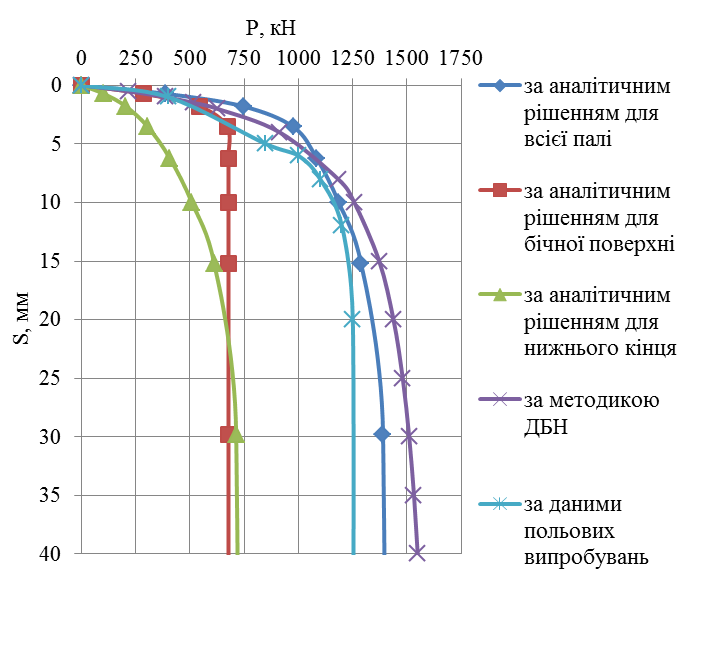 P, кН
0 250 500 750 1000 1250 1500 1750
0
5
10
15
20
25
30
35
40
S, мм
за аналітичним
рішенням для
всієї палі
за аналітичним
рішенням для
бічної поверхні
за аналітичним
рішенням для
нижнього кінця
за методикою
ДБН
за даними
польових
випробувань